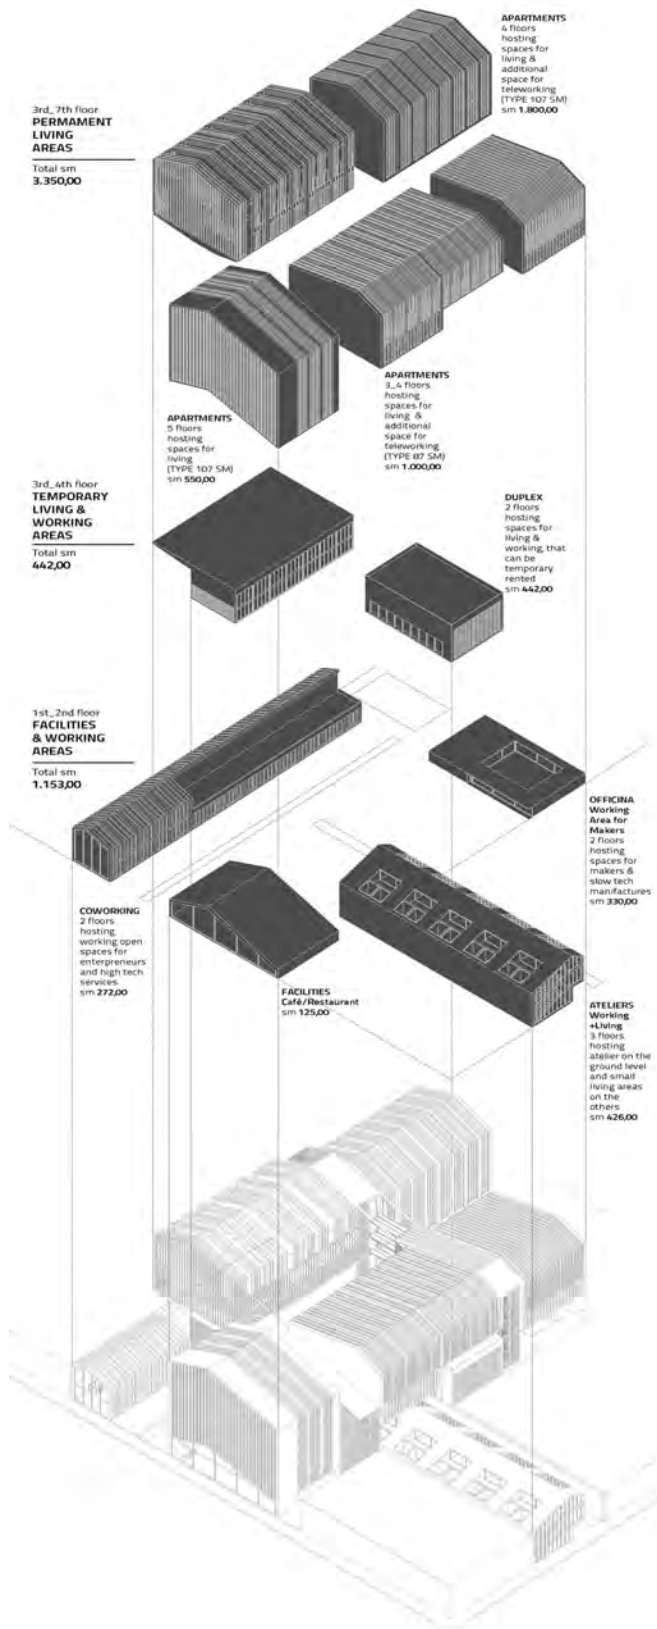 APARTMENTS
4 floors
hosting
spaces for
living &
additional
space for
teleworking
(TYPE 107 SM)
sm 1.800,00
3rd_7th floor
PERMAMENT
LIVING
AREAS
Total sm
3.350,00
APARTMENTS
3_4 floors
hosting
spaces for
living &
additional
space for
teleworking
(TYPE 87 SM)
sm 1.000,00
APARTMENTS
5 floors
hosting
spaces for
living
(TYPE 107 SM)
sm 550,00
3rd_4th floor
TEMPORARY
LIVING &
WORKING
AREAS
Total sm
442,00
DUPLEX
2 floors
hosting
spaces for
living &
working, that
can be
temporary
rented
sm 442,00
1st_2nd floor
FACILITIES
& WORKING
AREAS
Total sm
1.153,00
OFFICINA
Working
Area for
Makers
2 floors
hosting
spaces for
makers &
slow tech
manifactures
sm 330,00
COWORKING
2 floors
hosting
working open
spaces for
enterpreneurs
and high tech
services
sm 272,00
FACILITIES
Cafè/Restaurant
sm 125,00
ATELIERS
Working
+Living
3 floors
hosting
atelier on the
ground level
and small
living areas
on the
others
sm 426,00